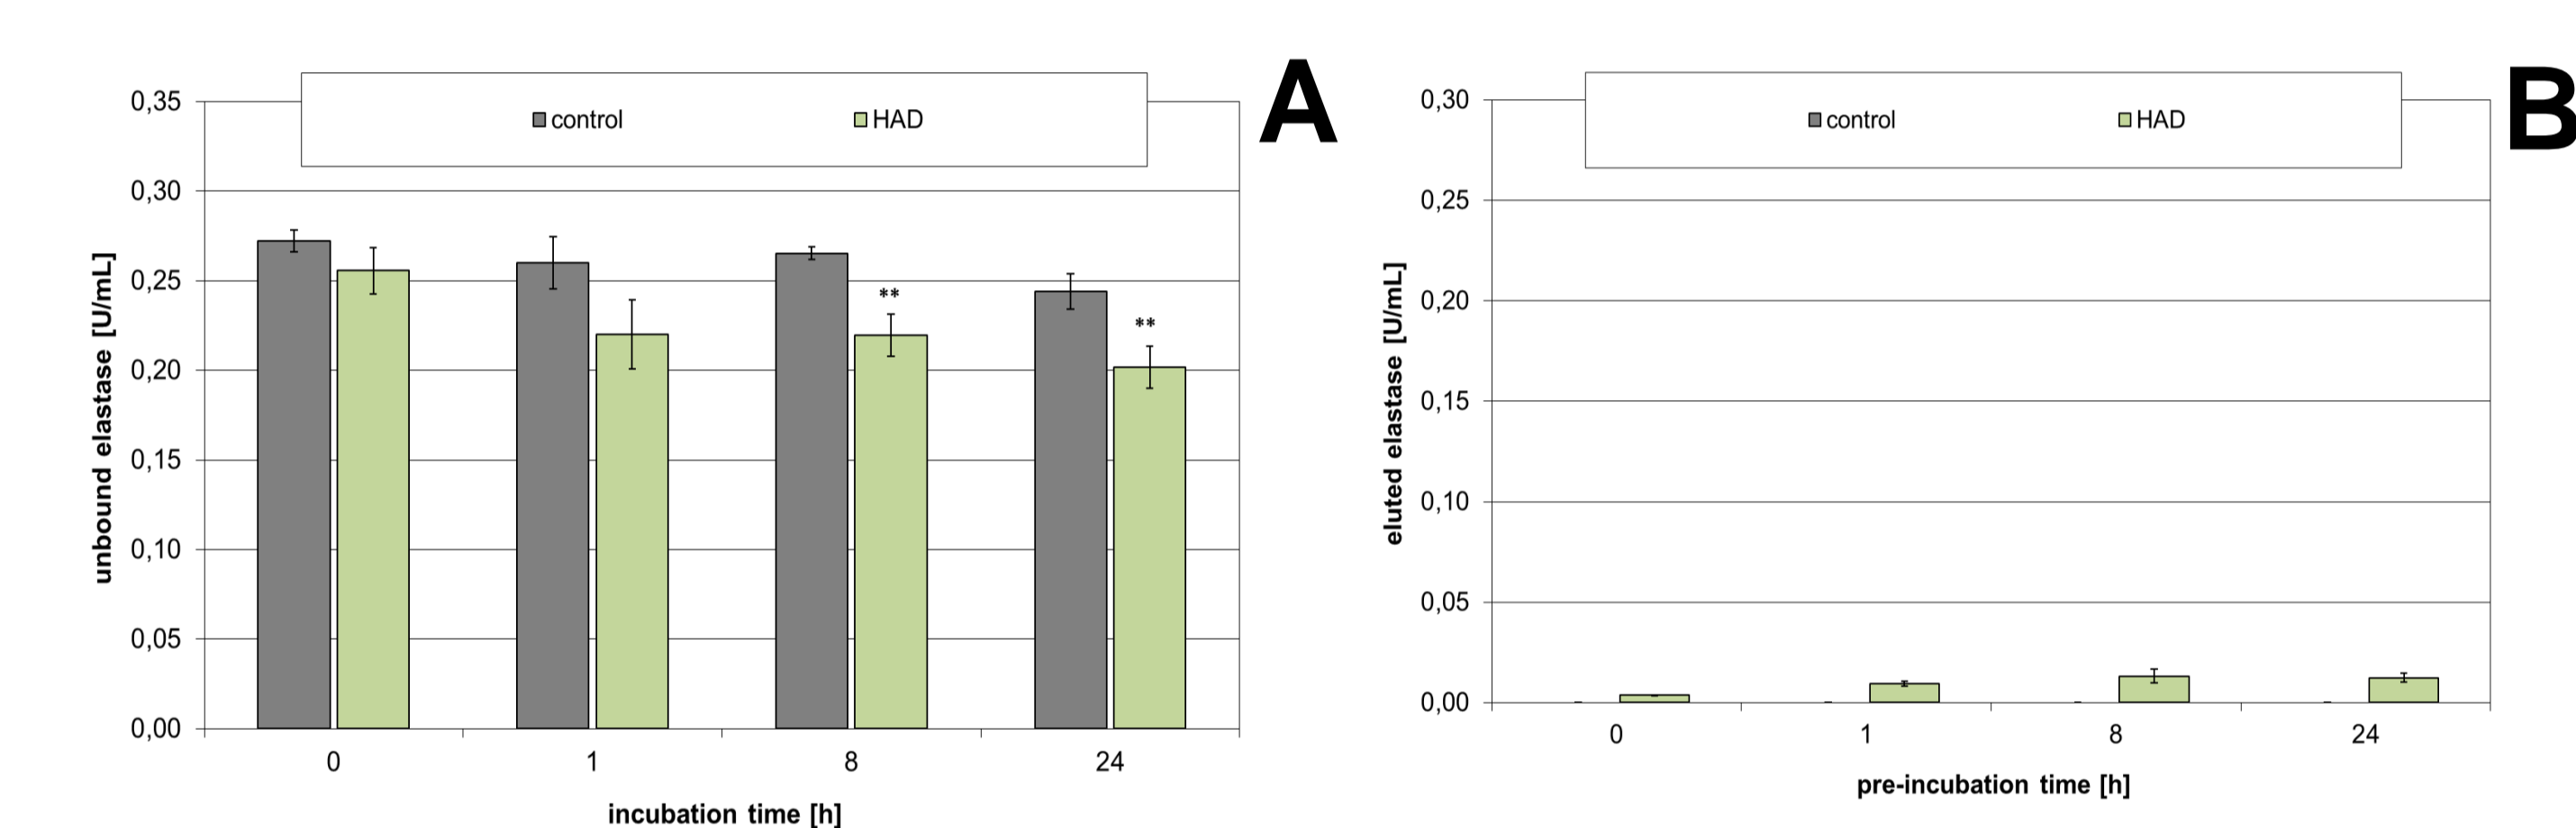 A
control HAD
0,35
0,30
0,25
0,20
0,15
0,10
0,05
0,00
unbound elastase [U/mL]
**
**
0 1 8 24
incubation time [h]
B
control HAD
0,30
0,25
0,20
0,15
0,10
0,05
0,00
eluted elastase [U/mL]
0 1 8 24
pre-incubation time [h]